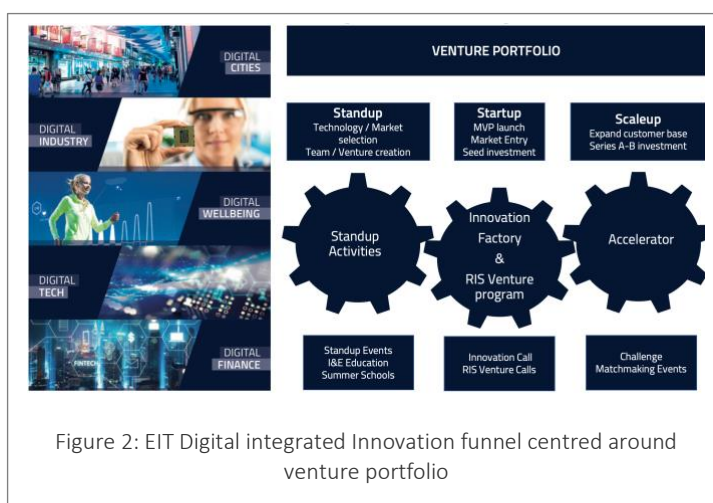 DIGITAL
CITIES
DIGITAL
INDUSTRY
DIGITAL
WELLBEING
DIGITAL
TECH
DIGITAL
FINANCE
FINTECH
VENTURE PORTFOLIO
Standup
Technology / Market
selection
Team / Venture creation
Startup
MVP launch
Market Entry
Seed investment
Scaleup
Expand customer base
Series A-B investment
Standup
Activities
Innovation
Factory
&
RIS Venture
program
Accelerator
Standup Events
I&E Education
Summer Schools
Innovation Call
RIS Venture Calls
Challenge
Matchmaking Events
Figure 2: EIT Digital integrated Innovation funnel centred around
venture portfolio